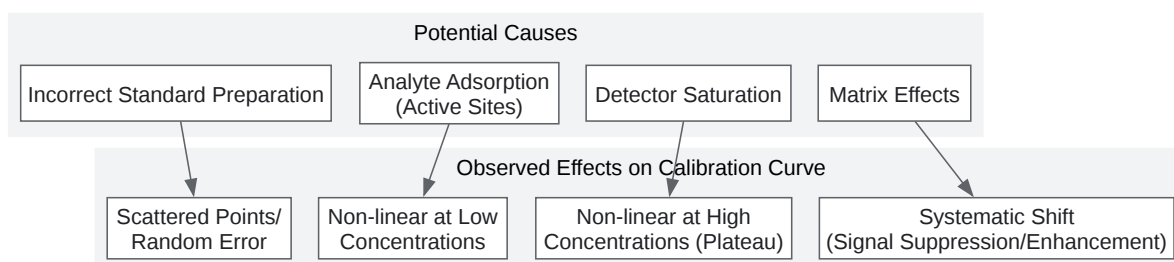 Potential Causes
Incorrect Standard Preparation
Analyte Adsorption
(Active Sites)
Detector Saturation
Matrix Effects
Observed Effects on Calibration Curve
Scattered Points/
Random Error
Non-linear at Low
Concentrations
Non-linear at High
Concentrations (Plateau)
Systematic Shift
(Signal Suppression/Enhancement)